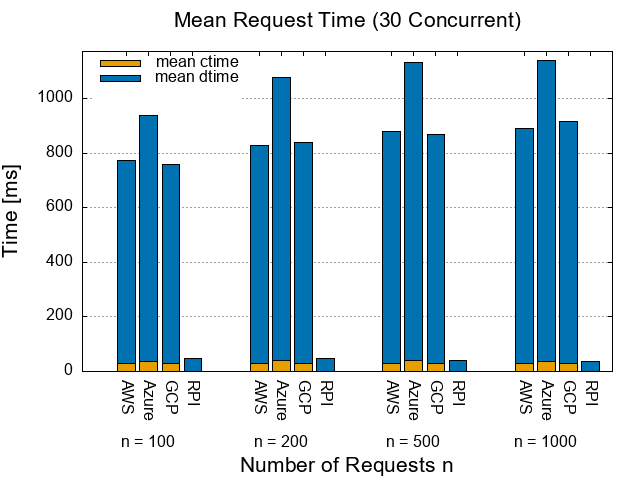 Mean Request Time (30 Concurrent)
mean ctime
mean dtime
Time [ms]
1000
800
600
400
200
0
AWS Azure GCP RPI AWS Azure GCP RPI AWS Azure GCP RPI AWS Azure GCP RPI
n = 100 n = 200 n = 500 n = 1000
Number of Requests n